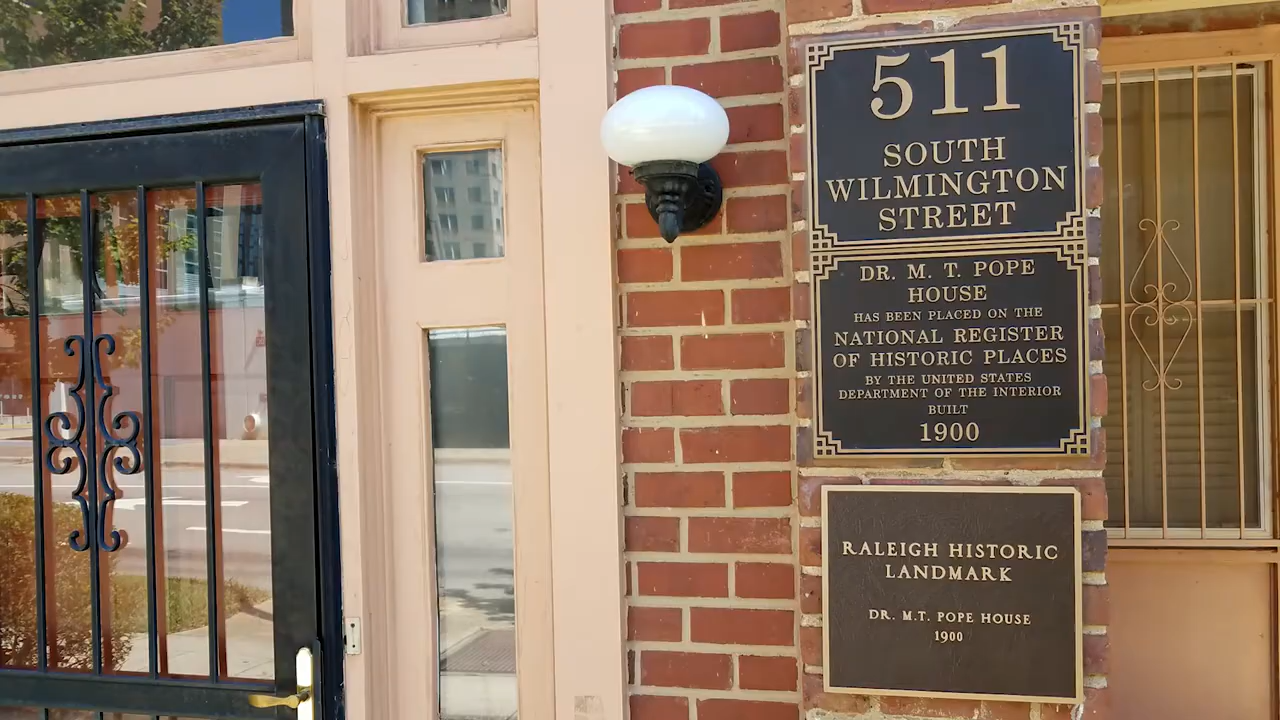 511
SOUTH
WILMINGTON
STREET
DR. M. T. POPE
HOUSE
HAS BEEN PLACED ON THE
NATIONAL REGISTER
OF HISTORIC PLACES
BY THE UNITED STATES
DEPARTMENT OF THE INTERIOR
BUILT
1900
RALEIGH HISTORIC
LANDMARK
DR. M.T. POPE HOUSE
1900